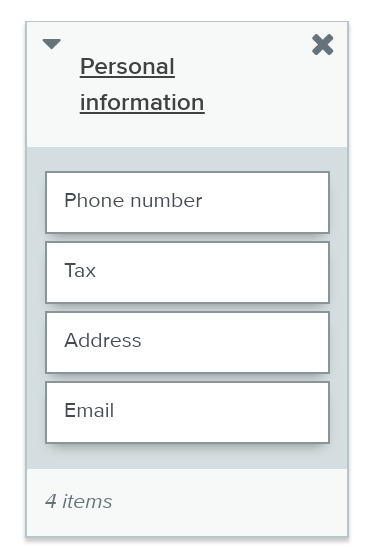 Personal
information
Phone number
Tax
Address
Email
4 items